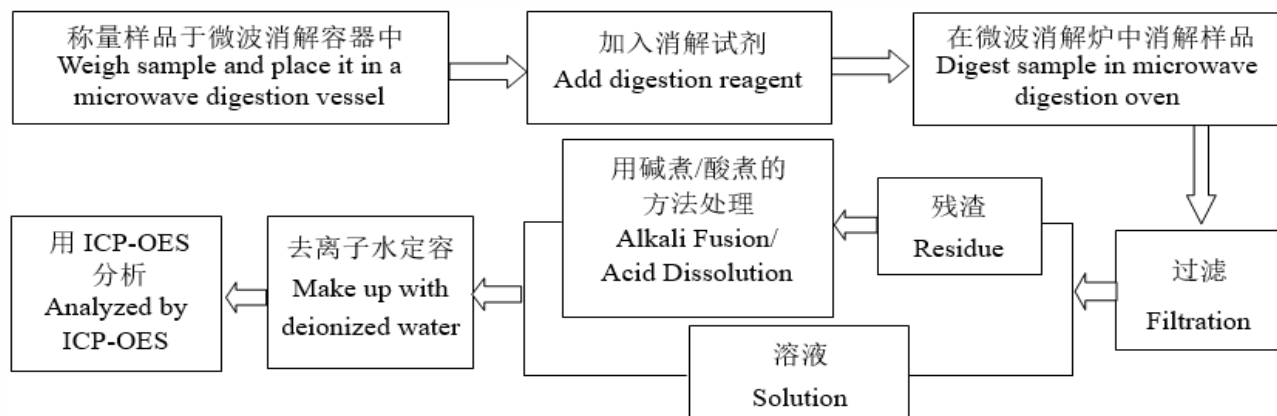 称量样品于微波消解容器中
Weigh sample and place it in a
microwave digestion vessel
加入消解试剂
Add digestion reagent
在微波消解炉中消解样品
Digest sample in microwave
digestion oven
过滤
Filtration
残渣
Residue
用碱煮/酸煮的
方法处理
Alkali Fusion/
Acid Dissolution
溶液
Solution
去离子水定容
Make up with
deionized water
用 ICP-OES
分析
Analyzed by
ICP-OES